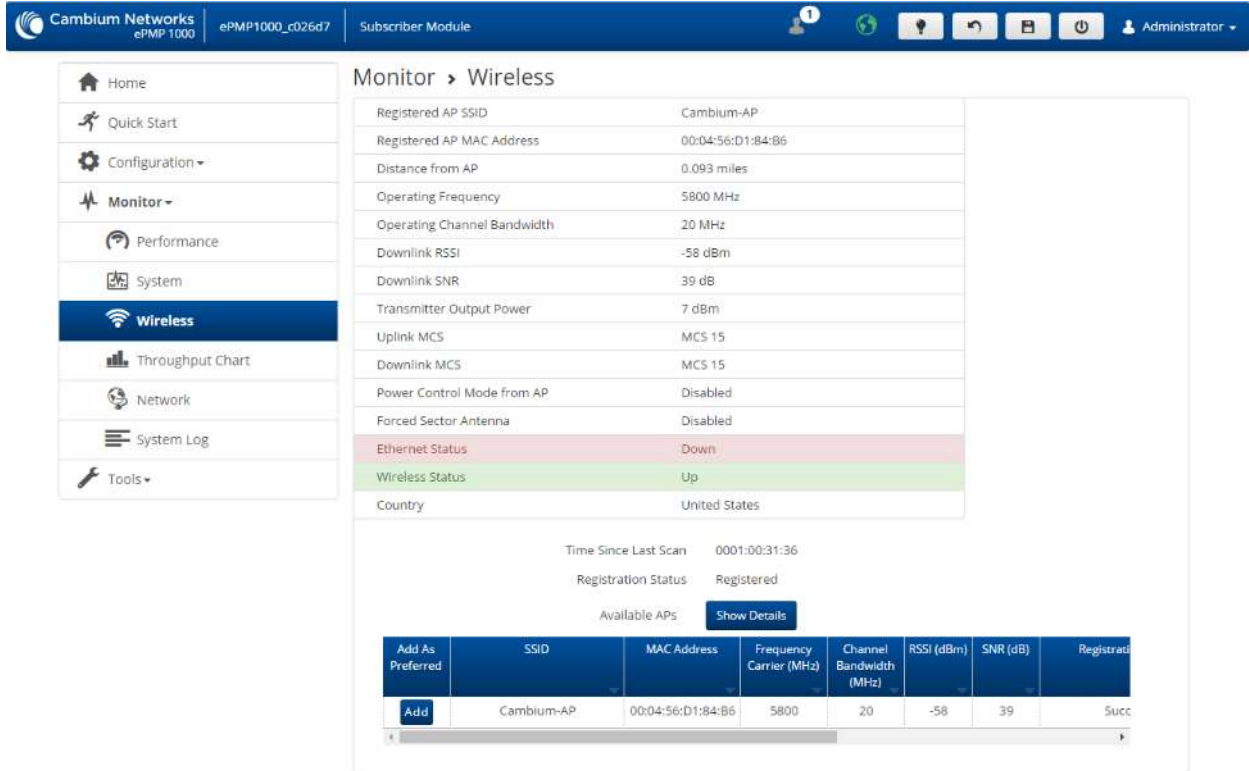 Cambium Networks
ePMP 1000
ePMP1000_c026d7
Subscriber Module
1
Administrator
Home
Quick Start
Configuration
Monitor
Performance
System
Wireless
Throughput Chart
Network
System Log
Tools
Monitor > Wireless
Registered AP SSID Cambium-AP
Registered AP MAC Address 00:04:56:D1:84:B6
Distance from AP 0.093 miles
Operating Frequency 5800 MHz
Operating Channel Bandwidth 20 MHz
Downlink RSSI -58 dBm
Downlink SNR 39 dB
Transmitter Output Power 7 dBm
Uplink MCS MCS 15
Downlink MCS MCS 15
Power Control Mode from AP Disabled
Forced Sector Antenna Disabled
Ethernet Status Down
Wireless Status Up
Country United States
Time Since Last Scan 0001:00:31:36
Registration Status Registered
Available APs Show Details
Add As Preferred SSID MAC Address Frequency Carrier (MHz) Channel Bandwidth (MHz) RSSI (dBm) SNR (dB) Registrati
Add Cambium-AP 00:04:56:D1:84:B6 5800 20 -58 39 Succ